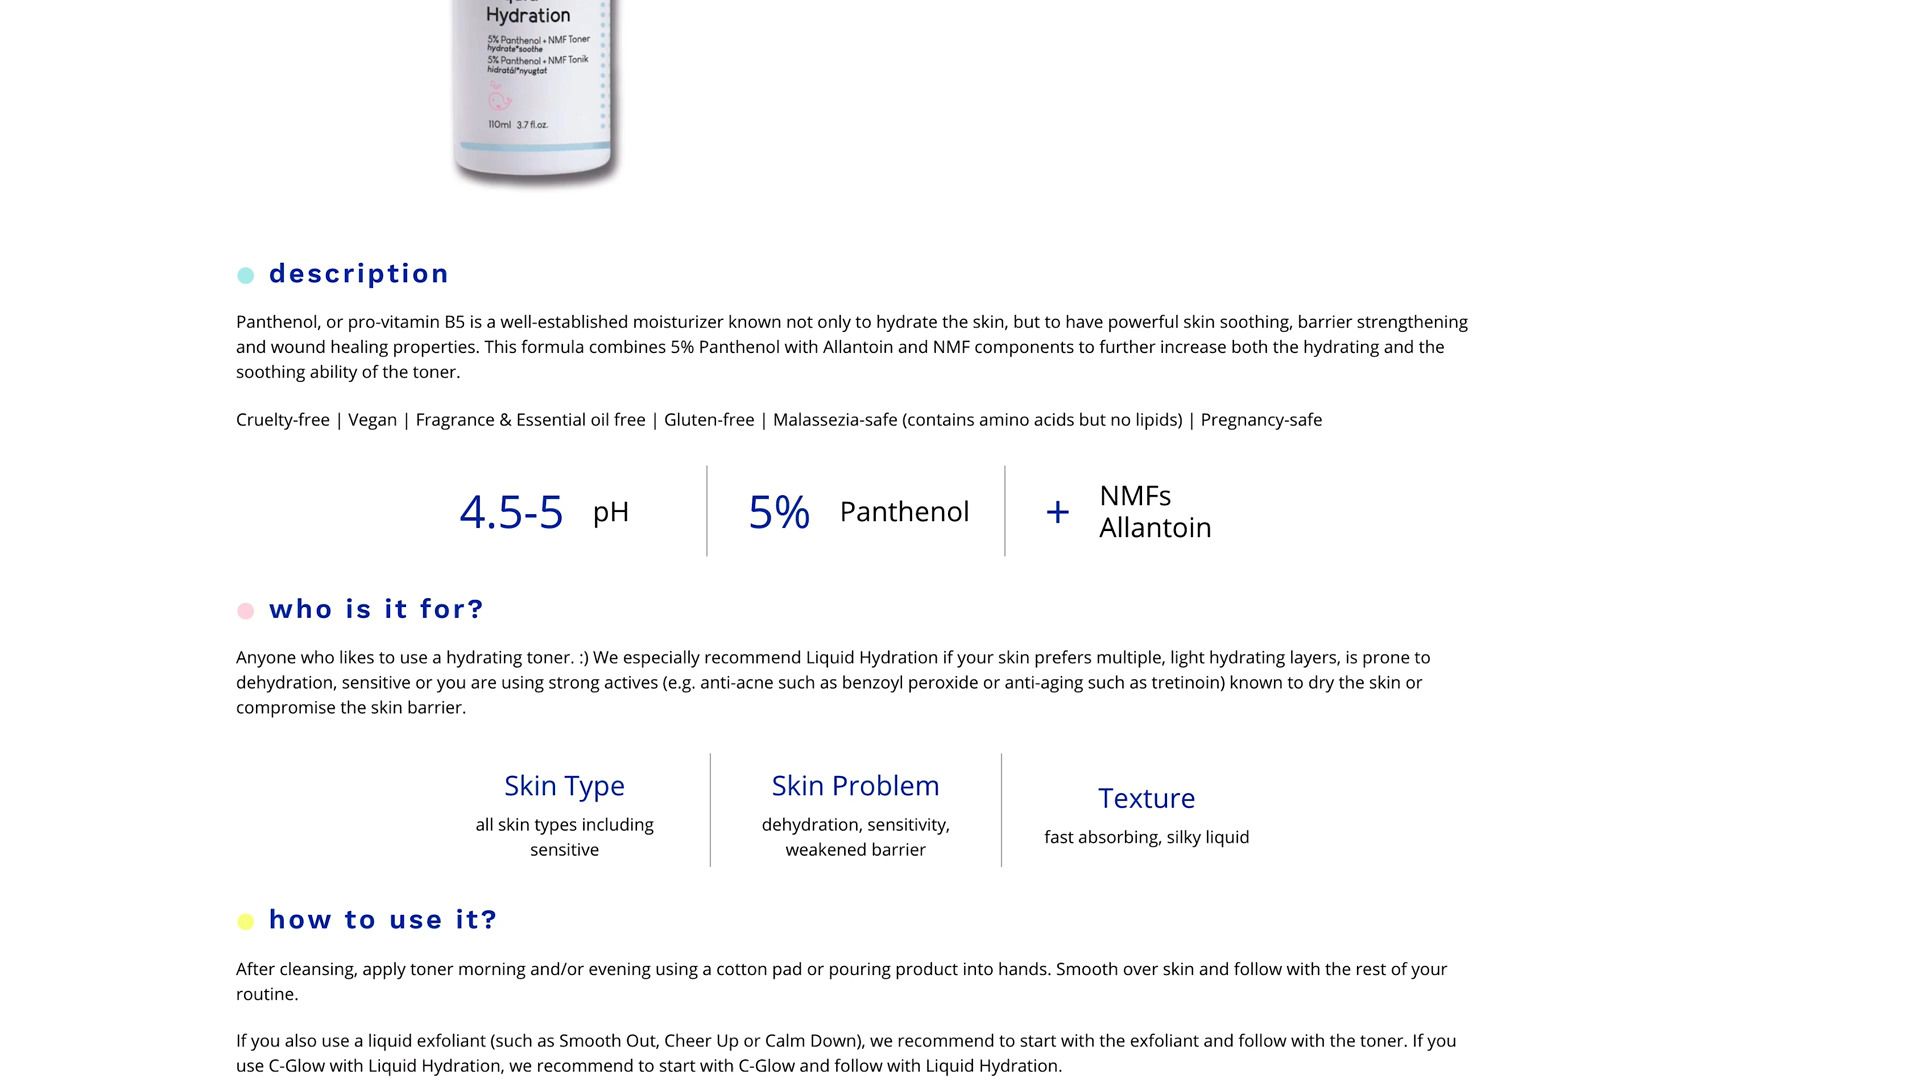 Hydration
5% Panthenol + NMF Toner
hydrate*soothe
5% Panthenol + NMF Tonik
hidratál*nyugtat
110ml 3.7 fl.oz.
description
Panthenol, or pro-vitamin B5 is a well-established moisturizer known not only to hydrate the skin, but to have powerful skin soothing, barrier strengthening
and wound healing properties. This formula combines 5% Panthenol with Allantoin and NMF components to further increase both the hydrating and the
soothing ability of the toner.
Cruelty-free | Vegan | Fragrance & Essential oil free | Gluten-free | Malassezia-safe (contains amino acids but no lipids) | Pregnancy-safe
4.5-5 pH
5% Panthenol
+ NMFs
Allantoin
who is it for?
Anyone who likes to use a hydrating toner. :) We especially recommend Liquid Hydration if your skin prefers multiple, light hydrating layers, is prone to
dehydration, sensitive or you are using strong actives (e.g. anti-acne such as benzoyl peroxide or anti-aging such as tretinoin) known to dry the skin or
compromise the skin barrier.
Skin Type
all skin types including
sensitive
Skin Problem
dehydration, sensitivity,
weakened barrier
Texture
fast absorbing, silky liquid
how to use it?
After cleansing, apply toner morning and/or evening using a cotton pad or pouring product into hands. Smooth over skin and follow with the rest of your
routine.
If you also use a liquid exfoliant (such as Smooth Out, Cheer Up or Calm Down), we recommend to start with the exfoliant and follow with the toner. If you
use C-Glow with Liquid Hydration, we recommend to start with C-Glow and follow with Liquid Hydration.